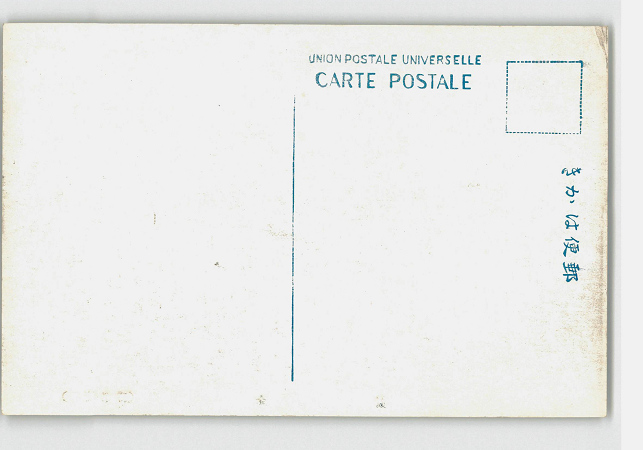 UNION POSTALE UNIVERSELLE
CARTE POSTALE
きかは便郵